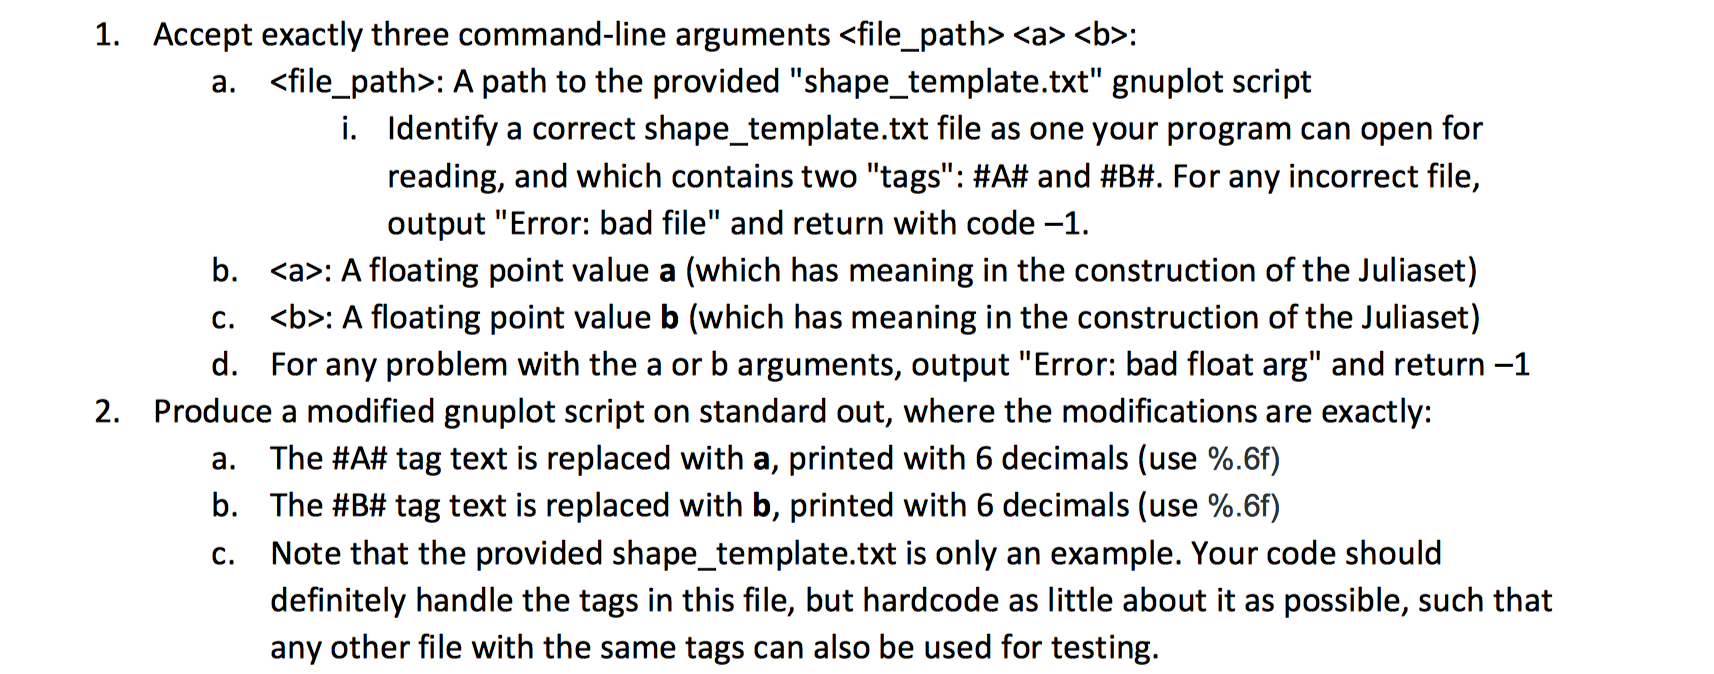 1. Accept exactly three command-line arguments <file_path> <a> <b>:
a. <file_path>: A path to the provided "shape_template.txt" gnuplot script
i. Identify a correct shape_template.txt file as one your program can open for
reading, and which contains two "tags": #A# and #B#. For any incorrect file,
output "Error: bad file" and return with code –1.
b. <a>: A floating point value a (which has meaning in the construction of the Juliaset)
c. <b>: A floating point value b (which has meaning in the construction of the Juliaset)
d. For any problem with the a or b arguments, output "Error: bad float arg" and return –1
2. Produce a modified gnuplot script on standard out, where the modifications are exactly:
a. The #A# tag text is replaced with a, printed with 6 decimals (use %.6f)
b. The #B# tag text is replaced with b, printed with 6 decimals (use %.6f)
c. Note that the provided shape_template.txt is only an example. Your code should
definitely handle the tags in this file, but hardcode as little about it as possible, such that
any other file with the same tags can also be used for testing.